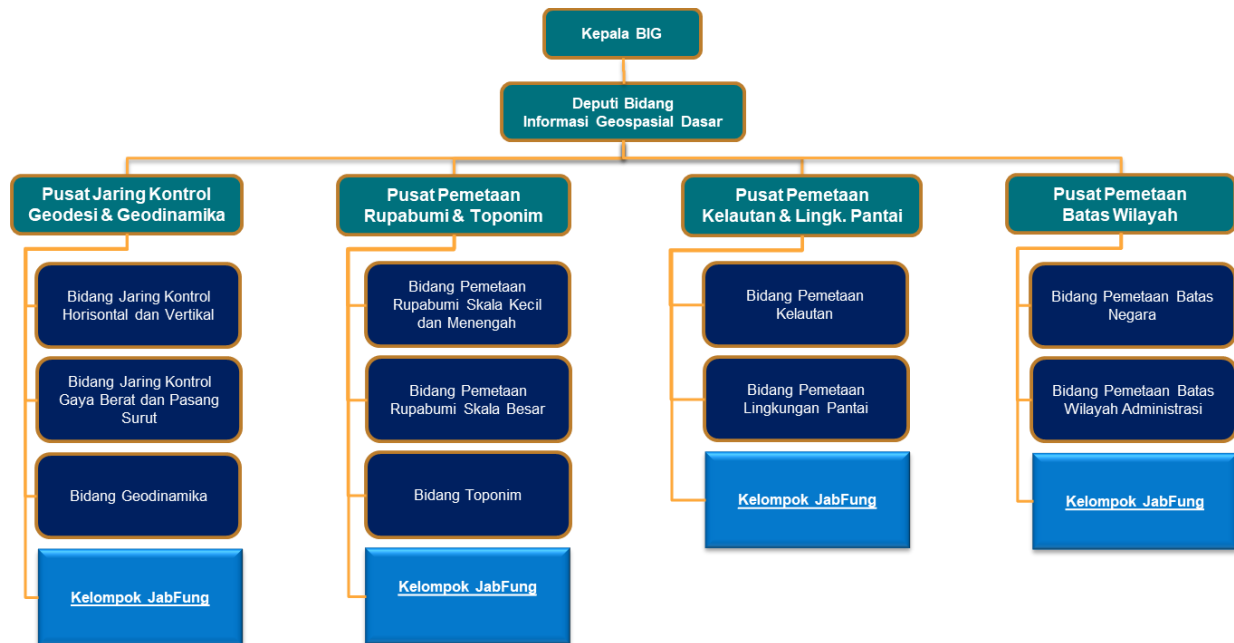 Kepala BIG
Deputi Bidang
Informasi Geospasial Dasar
Pusat Jaring Kontrol
Geodesi & Geodinamika
Bidang Jaring Kontrol
Horisontal dan Vertikal
Bidang Jaring Kontrol
Gaya Berat dan Pasang
Surut
Bidang Geodinamika
Kelompok JabFung
Pusat Pemetaan
Rupabumi & Toponim
Bidang Pemetaan
Rupabumi Skala Kecil
dan Menengah
Bidang Pemetaan
Rupabumi Skala Besar
Bidang Toponim
Kelompok JabFung
Pusat Pemetaan
Kelautan & Lingk. Pantai
Bidang Pemetaan
Kelautan
Bidang Pemetaan
Lingkungan Pantai
Kelompok JabFung
Pusat Pemetaan
Batas Wilayah
Bidang Pemetaan Batas
Negara
Bidang Pemetaan Batas
Wilayah Administrasi
Kelompok JabFung